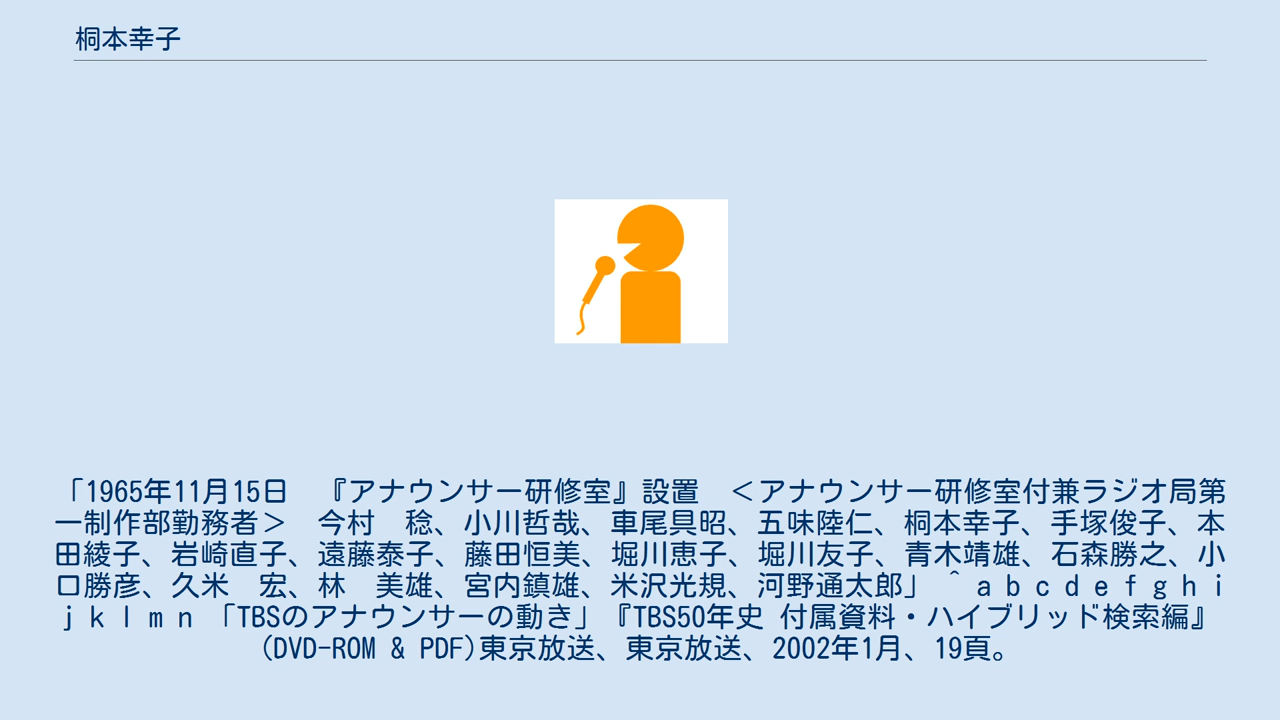 桐本幸子
「1965年11月15日　『アナウンサー研修室』設置　＜アナウンサー研修室付兼ラジオ局第
一制作部勤務者＞　今村　稔、小川哲哉、車尾具昭、五味陸仁、桐本幸子、手塚俊子、本
田綾子、岩崎直子、遠藤泰子、藤田恒美、堀川恵子、堀川友子、青木靖雄、石森勝之、小
口勝彦、久米　宏、林　美雄、宮内鎮雄、米沢光規、河野通太郎」 ^ a b c d e f g h i
j k l m n 「TBSのアナウンサーの動き」『TBS50年史 付属資料・ハイブリッド検索編』
(DVD-ROM & PDF)東京放送、東京放送、2002年1月、19頁。